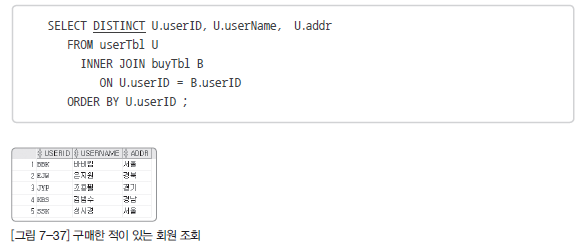 SELECT DISTINCT U.userID, U.userName, U.addr
FROM userTbl U
INNER JOIN buyTbl B
ON U.userID = B.userID
ORDER BY U.userID ;
USERID USERNAME ADDR
1 BBK 바비킴 서울
2 EJW 은지원 경북
3 JYP 조용필 경기
4 KBS 김범수 경남
5 SSK 성시경 서울
[그림 7-37] 구매한 적이 있는 회원 조회